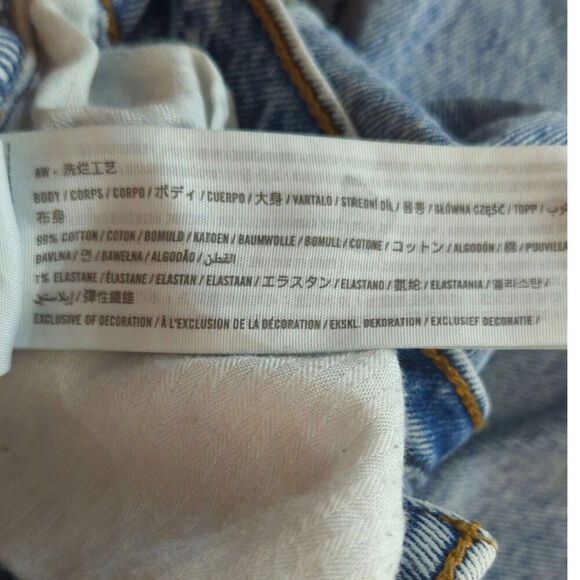 AW - 洗烂工艺
BODY / CORPS / CORPO / ボディ / CUERPO / 大身 / VARTALO / STŘEDNÍ DÍL / 몸통 / GŁÓWNA CZĘŚĆ / TOPP /
布身
99% COTTON / COTON / BOMULD / KATOEN / BAUMWOLLE / BOMULL / COTONE / コットン / ALGODÓN / 棉 / PUUVILLA
BAVLNA / 면 / BAWEŁNA / ALGODÃO / القطن /
1% ELASTANE / ÉLASTANE / ELASTAN / ELASTAAN / エラスタン / ELASTANO / 氨纶 / ELASTAANIA / 엘라스탄 /
إيلاستين / 彈性纖維
EXCLUSIVE OF DECORATION / À L'EXCLUSION DE LA DÉCORATION / EKSKL. DEKORATION / EXCLUSIEF DECORATIE /